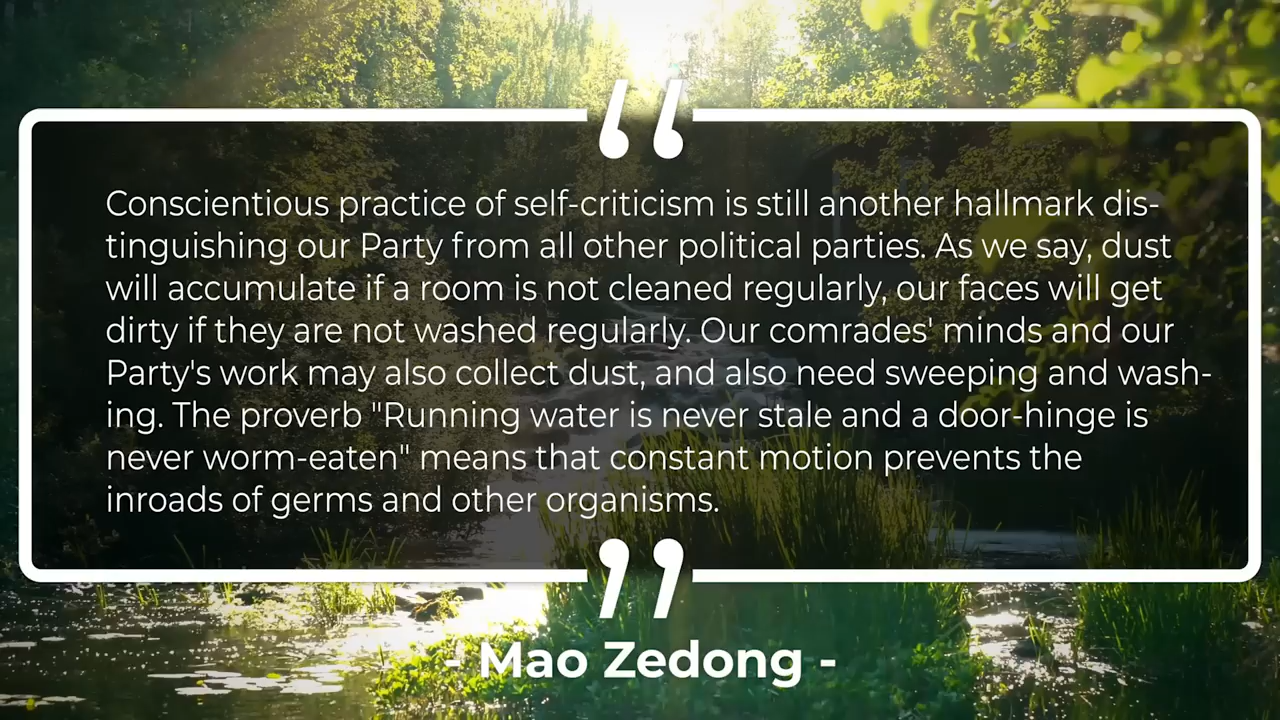 “
Conscientious practice of self-criticism is still another hallmark dis-
tinguishing our Party from all other political parties. As we say, dust
will accumulate if a room is not cleaned regularly, our faces will get
dirty if they are not washed regularly. Our comrades' minds and our
Party's work may also collect dust, and also need sweeping and wash-
ing. The proverb "Running water is never stale and a door-hinge is
never worm-eaten" means that constant motion prevents the
inroads of germs and other organisms.
”
- Mao Zedong -